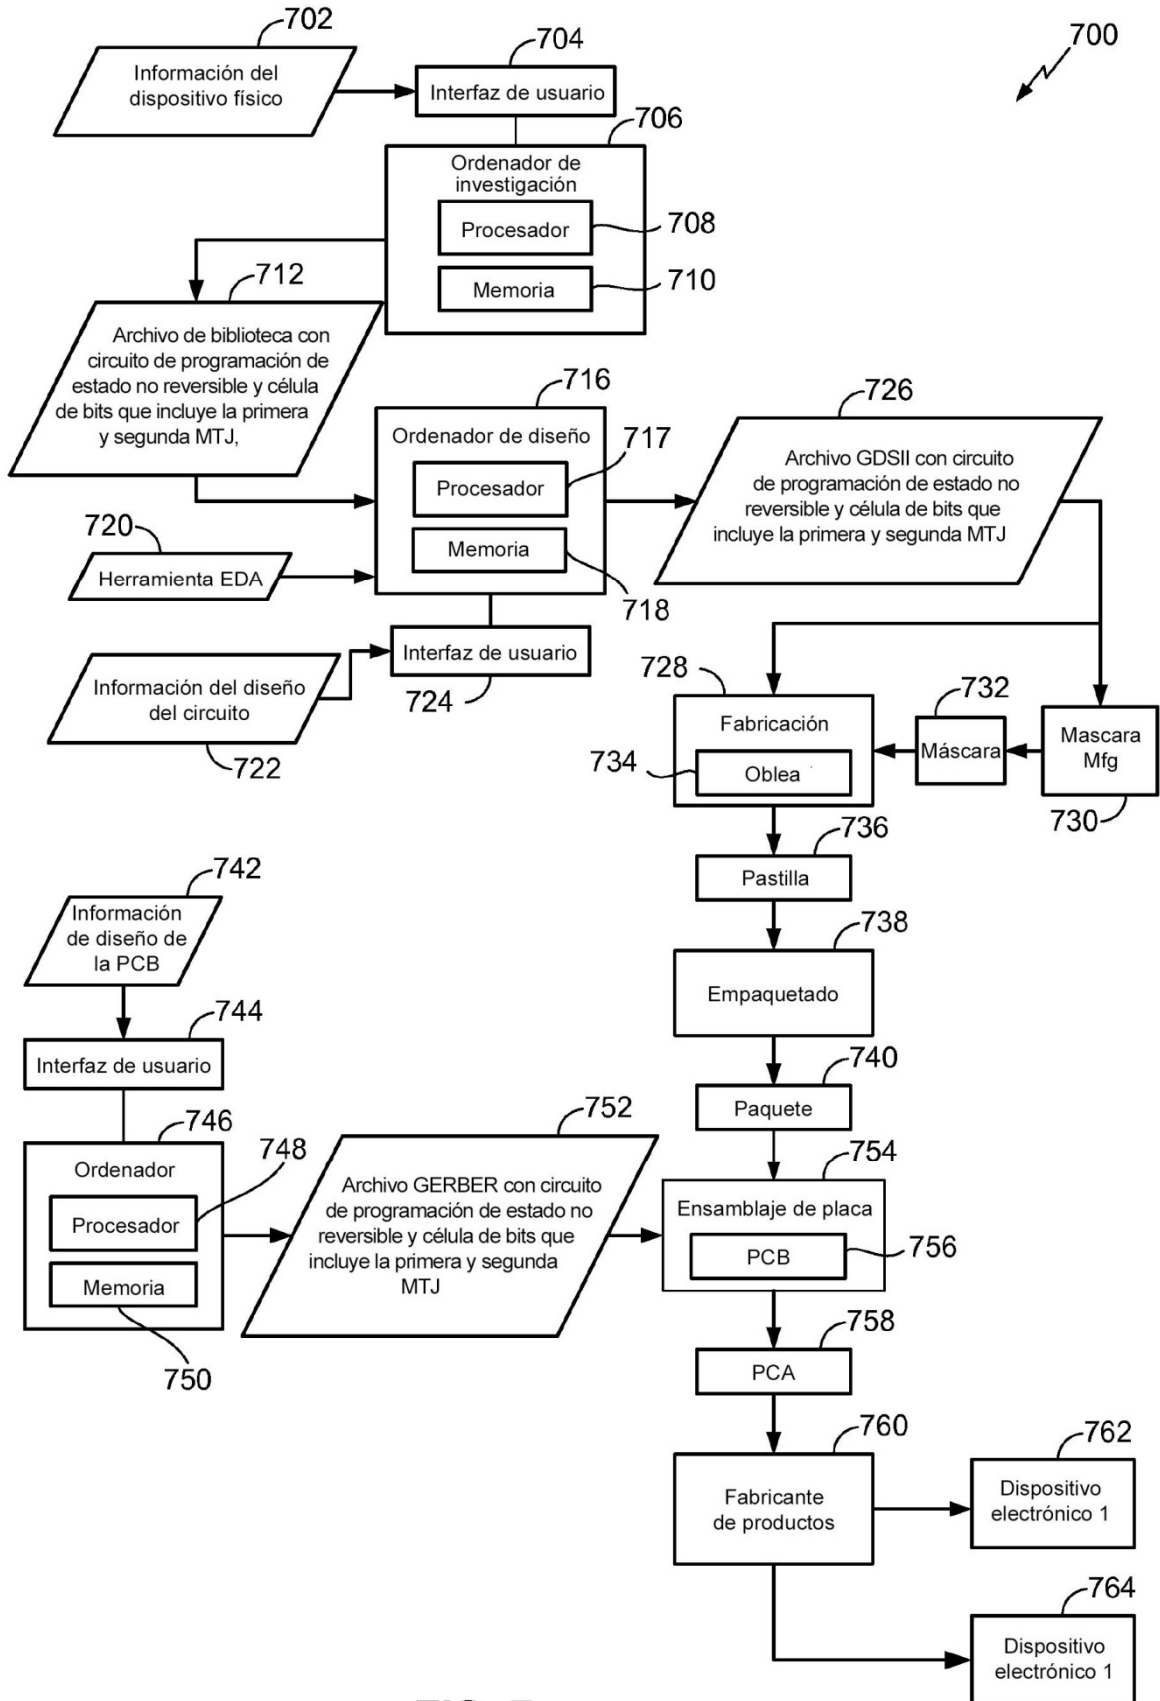 702
Información del
dispositivo físico
704
Interfaz de usuario
700
706
Ordenador de
investigación
Procesador
708
Memoria
710
712
Archivo de biblioteca con
circuito de programación de
estado no reversible y célula
de bits que incluye la primera
y segunda MTJ,
716
Ordenador de diseño
717
Procesador
Memoria
718
720
Herramienta EDA
Interfaz de usuario
724
Información del diseño
del circuito
722
726
Archivo GDSII con circuito
de programación de estado no
reversible y célula de bits que
incluye la primera y segunda MTJ
728
Fabricación
734
Oblea
732
Máscara
Mascara
Mfg
730
736
Pastilla
738
Empaquetado
740
Paquete
742
Información
de diseño de
la PCB
744
Interfaz de usuario
746
Ordenador
748
Procesador
Memoria
750
752
Archivo GERBER con circuito
de programación de estado no
reversible y célula de bits que
incluye la primera y segunda
MTJ
754
Ensamblaje de placa
PCB
756
758
PCA
760
Fabricante
de productos
762
Dispositivo
electrónico 1
764
Dispositivo
electrónico 1